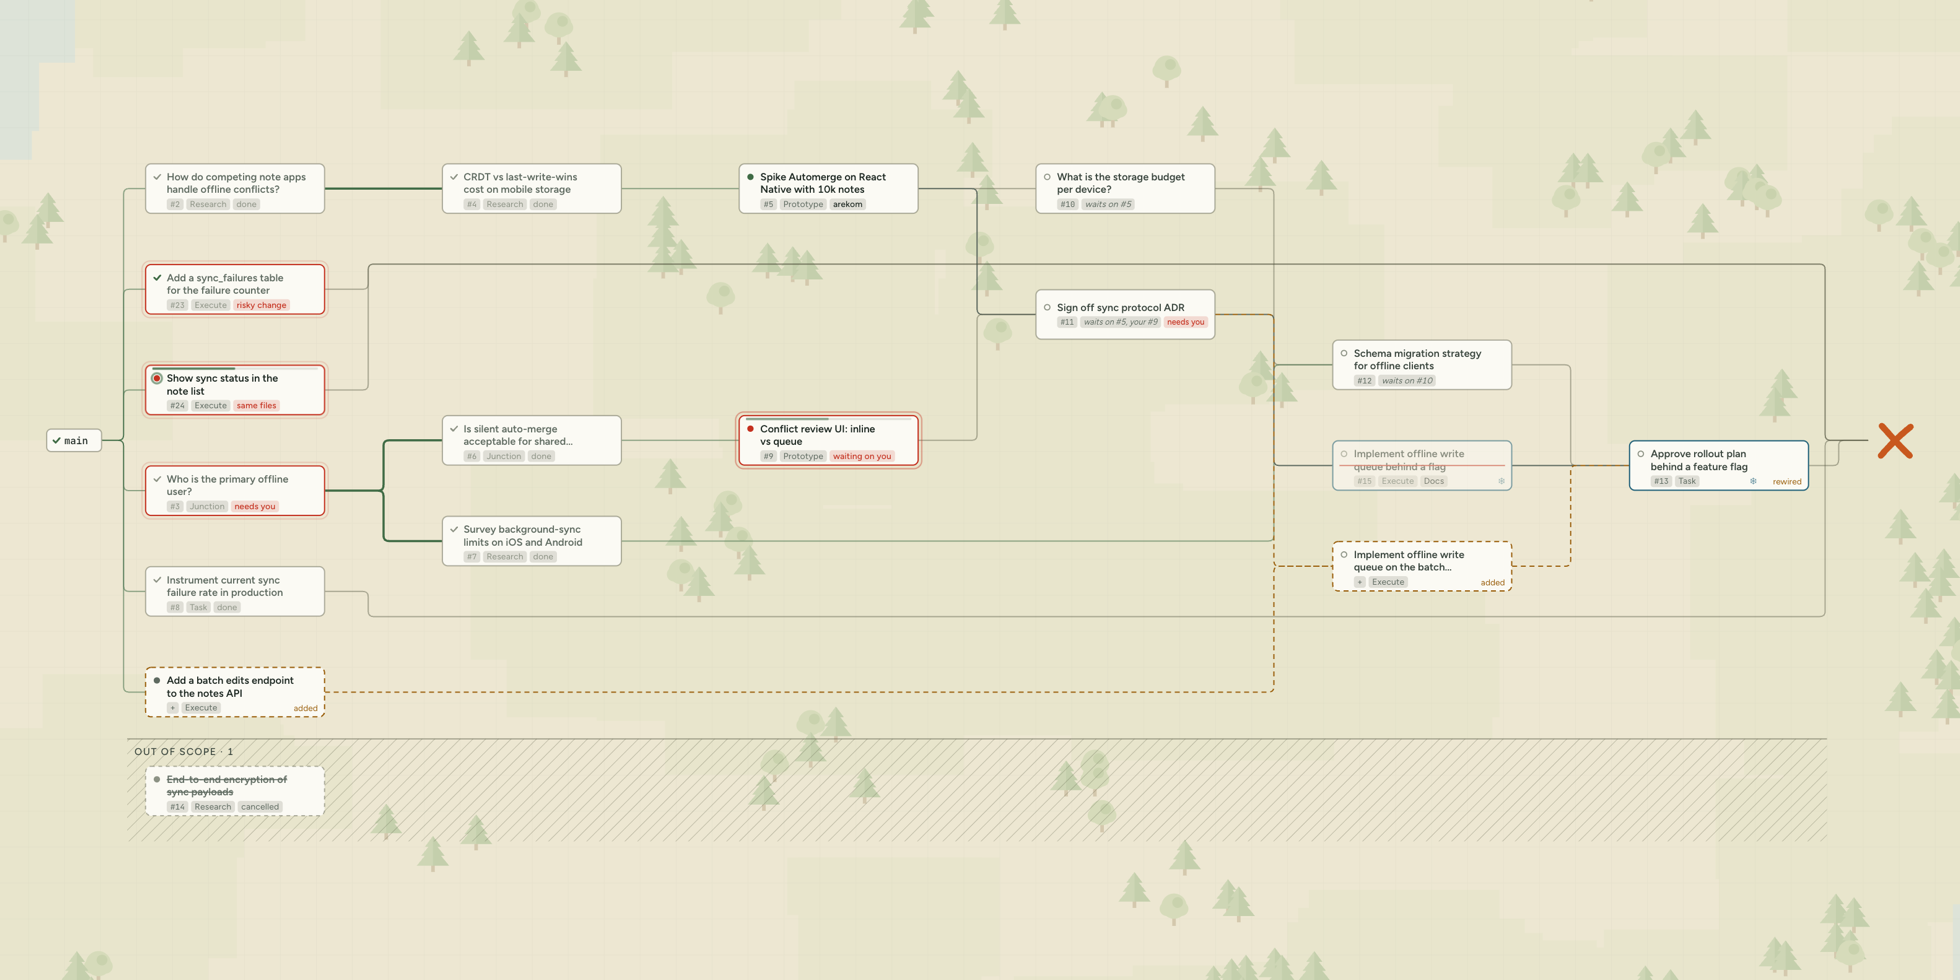 How do competing note apps
handle offline conflicts?
#2 Research done
CRDT vs last-write-wins
cost on mobile storage
#4 Research done
Spike Automerge on React
Native with 10k notes
#5 Prototype arekom
What is the storage budget
per device?
#10 waits on #5
Add a sync_failures table
for the failure counter
#23 Execute risky change
Sign off sync protocol ADR
#11 waits on #5, your #9 needs you
Show sync status in the
note list
#24 Execute same files
Schema migration strategy
for offline clients
#12 waits on #10
main
Is silent auto-merge
acceptable for shared…
#6 Junction done
Conflict review UI: inline
vs queue
#9 Prototype waiting on you
Implement offline write
queue behind a flag
#15 Execute Docs
Approve rollout plan
behind a feature flag
#13 Task rewired
Who is the primary offline
user?
#3 Junction needs you
Survey background-sync
limits on iOS and Android
#7 Research done
Implement offline write
queue on the batch…
+ Execute added
Instrument current sync
failure rate in production
#8 Task done
Add a batch edits endpoint
to the notes API
+ Execute added
OUT OF SCOPE · 1
End-to-end encryption of
sync payloads
#14 Research cancelled